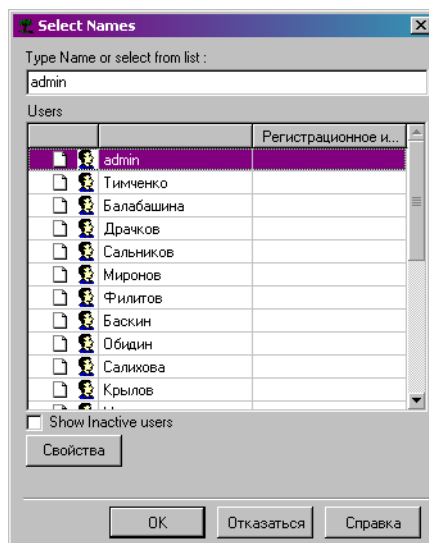 Select Names
Type Name or select from list :
admin
Users
Регистрационное и...
admin
Тимченко
Балабашина
Драчков
Сальников
Миронов
Филитов
Баскин
Обидин
Салихова
Крылов
Show Inactive users
Свойства
OK Отказаться Справка